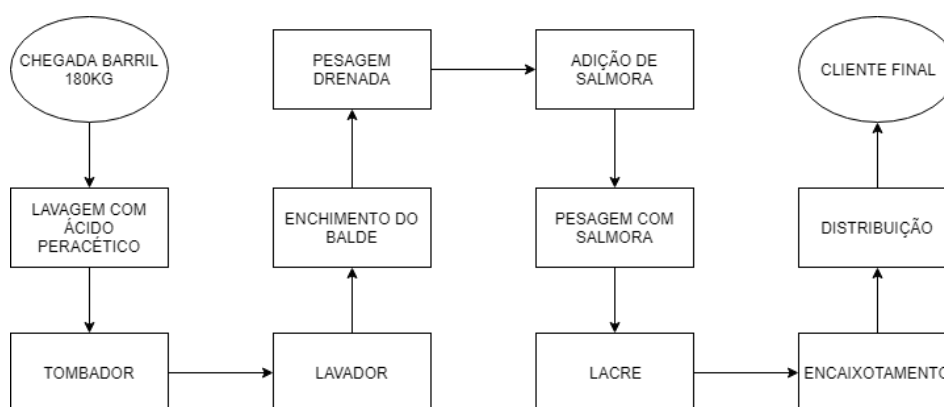 CHEGADA BARRIL
180KG
LAVAGEM COM
ÁCIDO
PERACÉTICO
TOMBADOR
LAVADOR
ENCHIMENTO DO
BALDE
PESAGEM
DRENADA
ADIÇÃO DE
SALMORA
PESAGEM COM
SALMORA
LACRE
ENCAIXOTAMENTO
DISTRIBUIÇÃO
CLIENTE FINAL